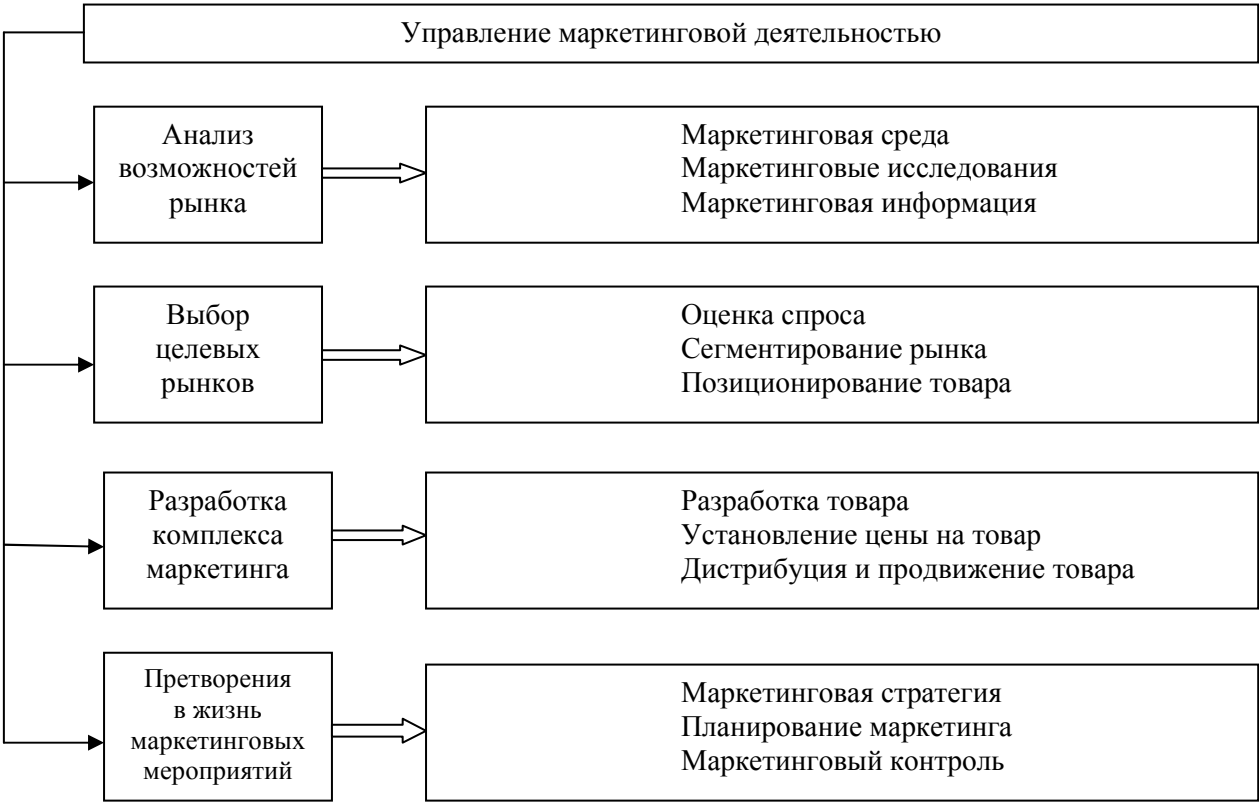 Управление маркетинговой деятельностью
Анализ
возможностей
рынка
Маркетинговая среда
Маркетинговые исследования
Маркетинговая информация
Выбор
целевых
рынков
Оценка спроса
Сегментирование рынка
Позиционирование товара
Разработка
комплекса
маркетинга
Разработка товара
Установление цены на товар
Дистрибуция и продвижение товара
Претворения
в жизнь
маркетинговых
мероприятий
Маркетинговая стратегия
Планирование маркетинга
Маркетинговый контроль